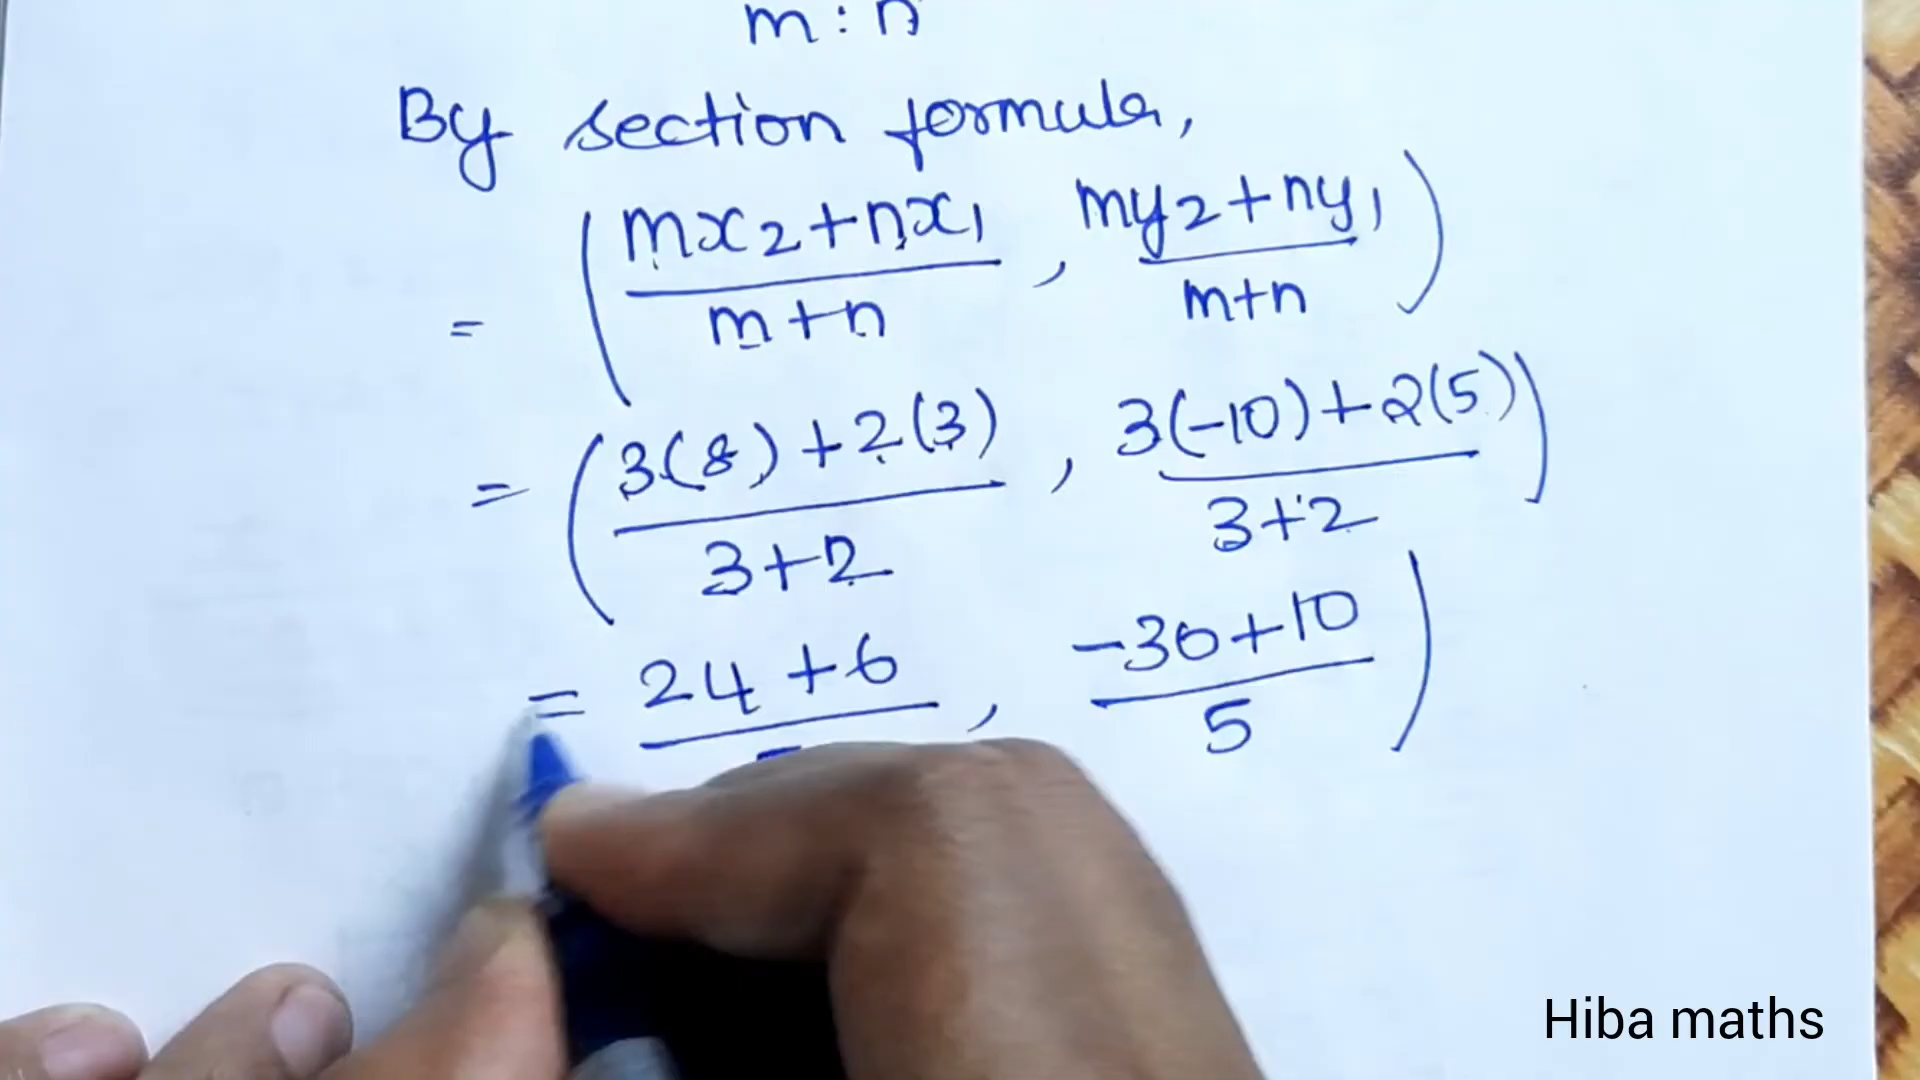 m : n
By section formula,
= ( mx2+nx1 / m+n , my2+ny1 / m+n )
= ( 3(8)+2(3) / 3+2 , 3(-10)+2(5) / 3+2 )
= 24+6 / , -30+10 / 5 )
Hiba maths